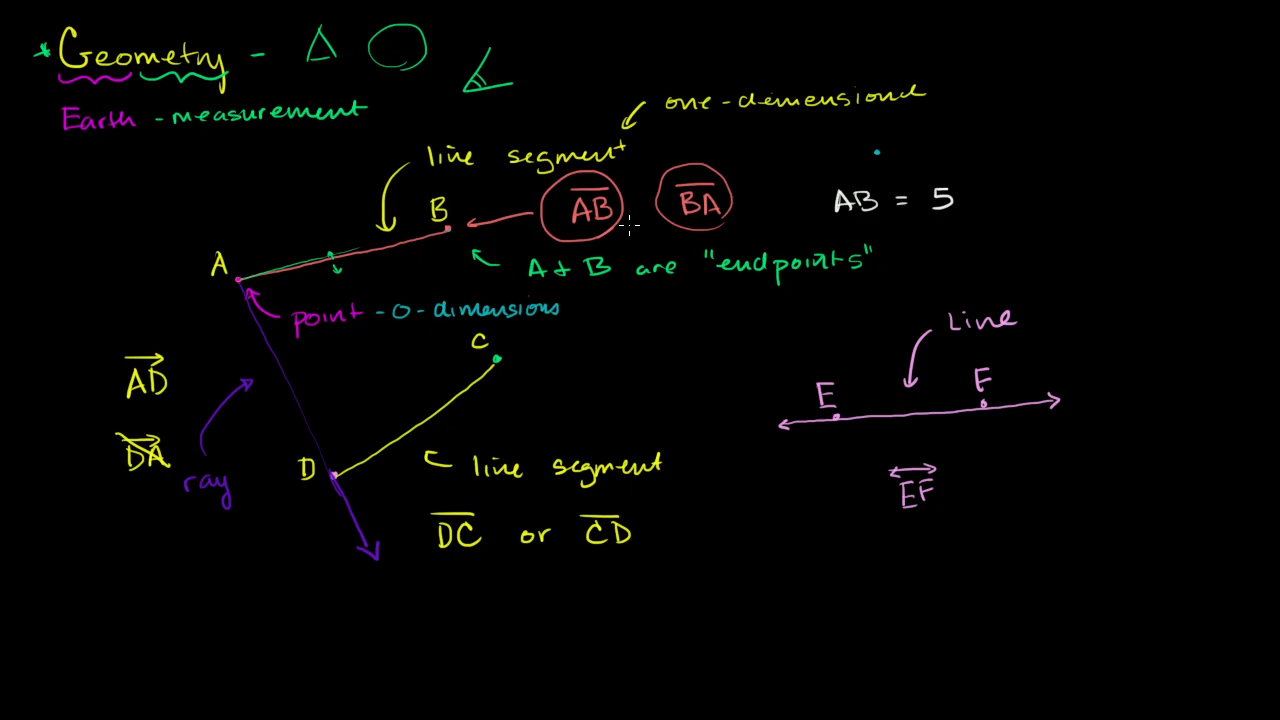 * Geometry -
Earth - measurement
one-dimensional
line segment
B
AB
BA
AB = 5
A
A + B are "endpoints"
point - 0 - dimensions
Line
C
E
F
AD
DA
D
line segment
ray
EF
DC or CD